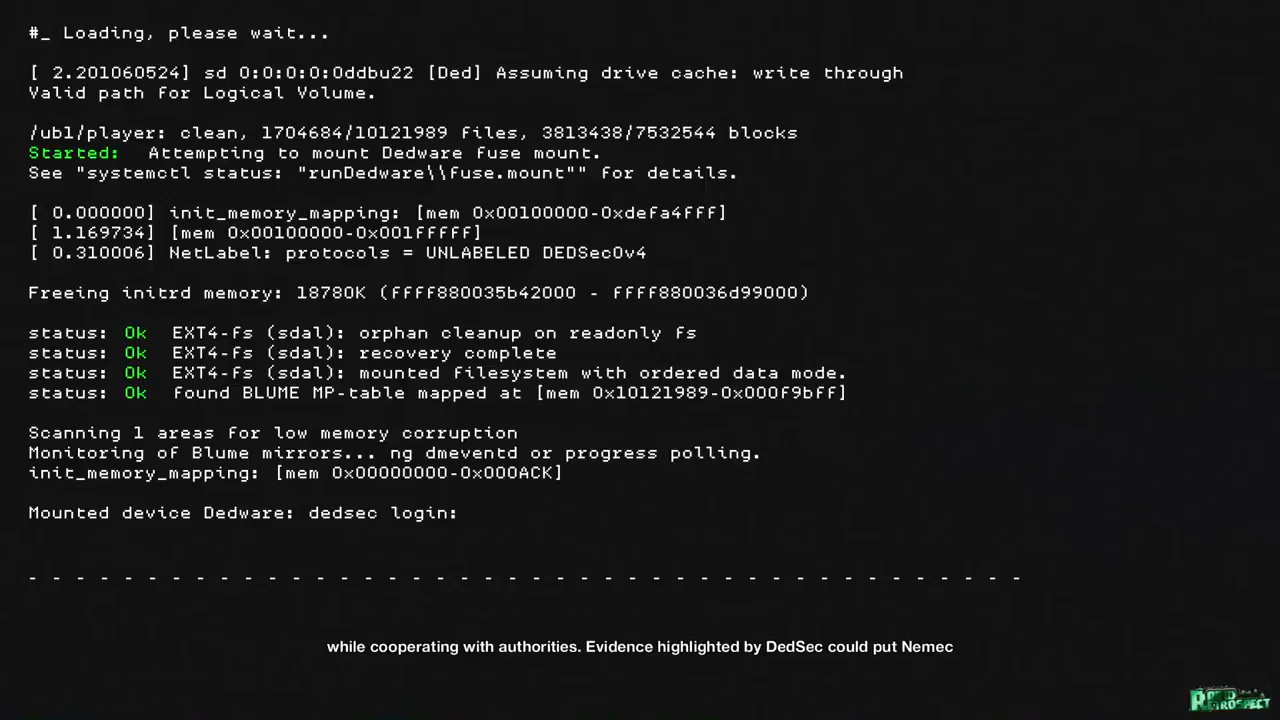 #_ Loading, please wait...
[ 2.201060524] sd 0:0:0:0:0ddbu22 [Ded] Assuming drive cache: write through
Valid path for Logical Volume.
/ubl/player: clean, 1704684/10121989 files, 3813438/7532544 blocks
Started: Attempting to mount Dedware Fuse mount.
See "systemctl status: "runDedware\\fuse.mount"" for details.
[ 0.000000] init_memory_mapping: [mem 0x00100000-0xdefa4fff]
[ 1.169734] [mem 0x00100000-0x001fffff]
[ 0.310006] NetLabel: protocols = UNLABELED DEDSecOv4
Freeing initrd memory: 18780K (ffff880035b42000 - ffff880036d99000)
status: Ok EXT4-fs (sdal): orphan cleanup on readonly fs
status: Ok EXT4-fs (sdal): recovery complete
status: Ok EXT4-fs (sdal): mounted filesystem with ordered data mode.
status: Ok found BLUME MP-table mapped at [mem 0x10121989-0x000f9bff]
Scanning 1 areas for low memory corruption
Monitoring of Blume mirrors... ng dmeventd or progress polling.
init_memory_mapping: [mem 0x00000000-0x000ACK]
Mounted device Dedware: dedsec login:
- - - - - - - - - - - - - - - - - - - - - - - - - - - - - - - - - - - - - - - - - - - - - - - - - - - -
while cooperating with authorities. Evidence highlighted by DedSec could put Nemec
RAPID RETROSPECT